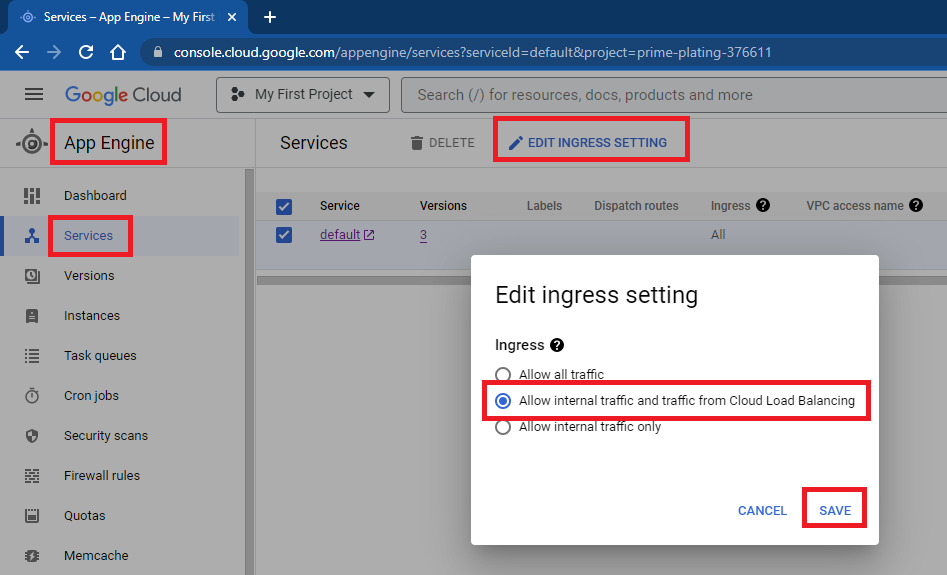 Services – App Engine – My First
console.cloud.google.com/appengine/services?serviceId=default&project=prime-plating-376611
Google Cloud
My First Project
Search (/) for resources, docs, products and more
App Engine
Services
DELETE
EDIT INGRESS SETTING
Dashboard
Services
Versions
Instances
Task queues
Cron jobs
Security scans
Firewall rules
Quotas
Memcache
Service Versions Labels Dispatch routes Ingress ? VPC access name ?
default 3 All
Edit ingress setting
Ingress ?
Allow all traffic
Allow internal traffic and traffic from Cloud Load Balancing
Allow internal traffic only
CANCEL SAVE